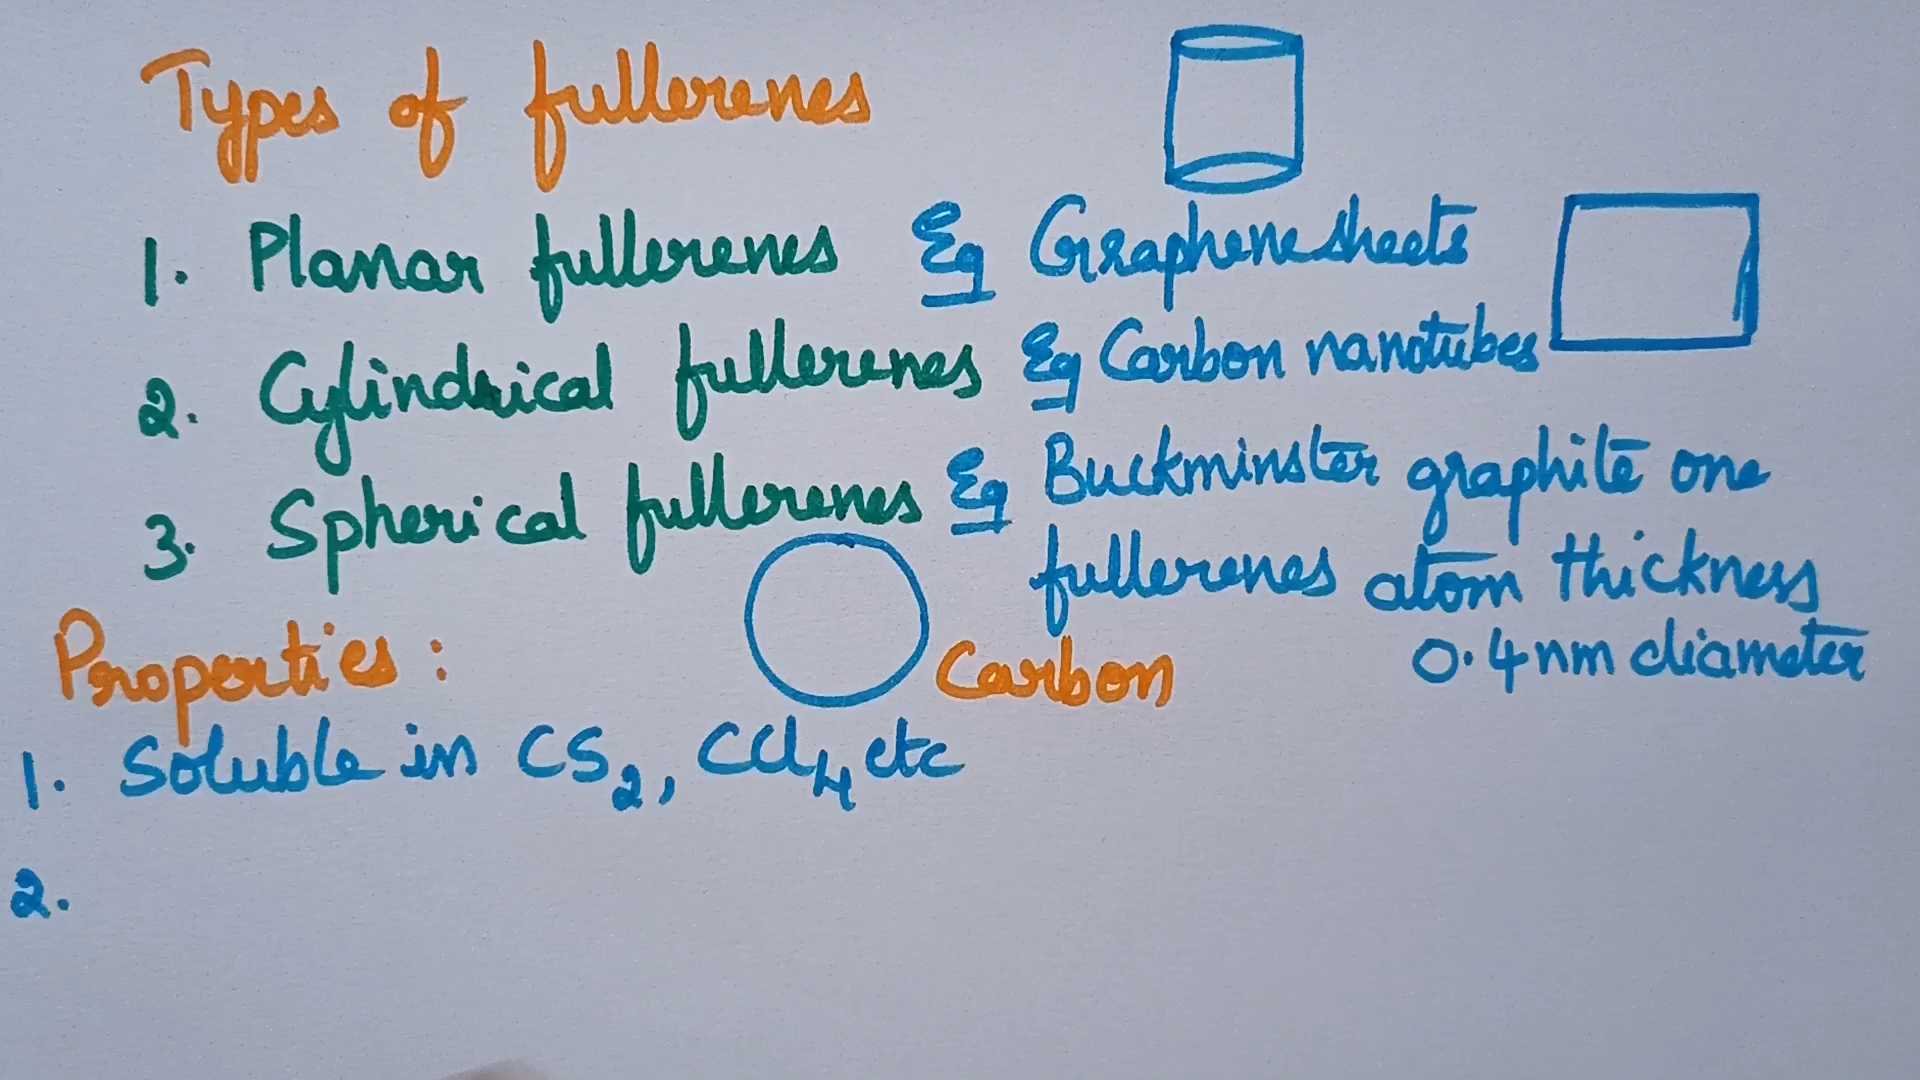 Types of fullerenes
1. Planar fullerenes Eg Graphene sheets
2. Cylindrical fullerenes Eg Carbon nanotubes
3. Spherical fullerenes Eg Buckminster graphite one
fullerenes atom thickness
Properties: Carbon 0.4nm diameter
1. Soluble in CS2, CCl4 etc
2.